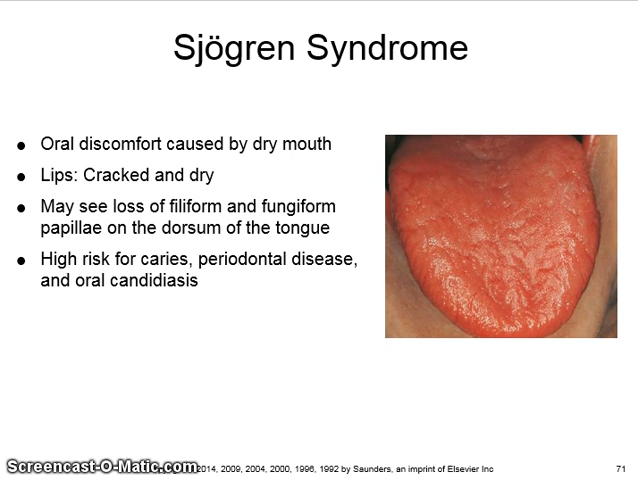 Sjögren Syndrome
● Oral discomfort caused by dry mouth
● Lips: Cracked and dry
● May see loss of filiform and fungiform
papillae on the dorsum of the tongue
● High risk for caries, periodontal disease,
and oral candidiasis
Screencast-O-Matic.com 2014, 2009, 2004, 2000, 1996, 1992 by Saunders, an imprint of Elsevier Inc 71